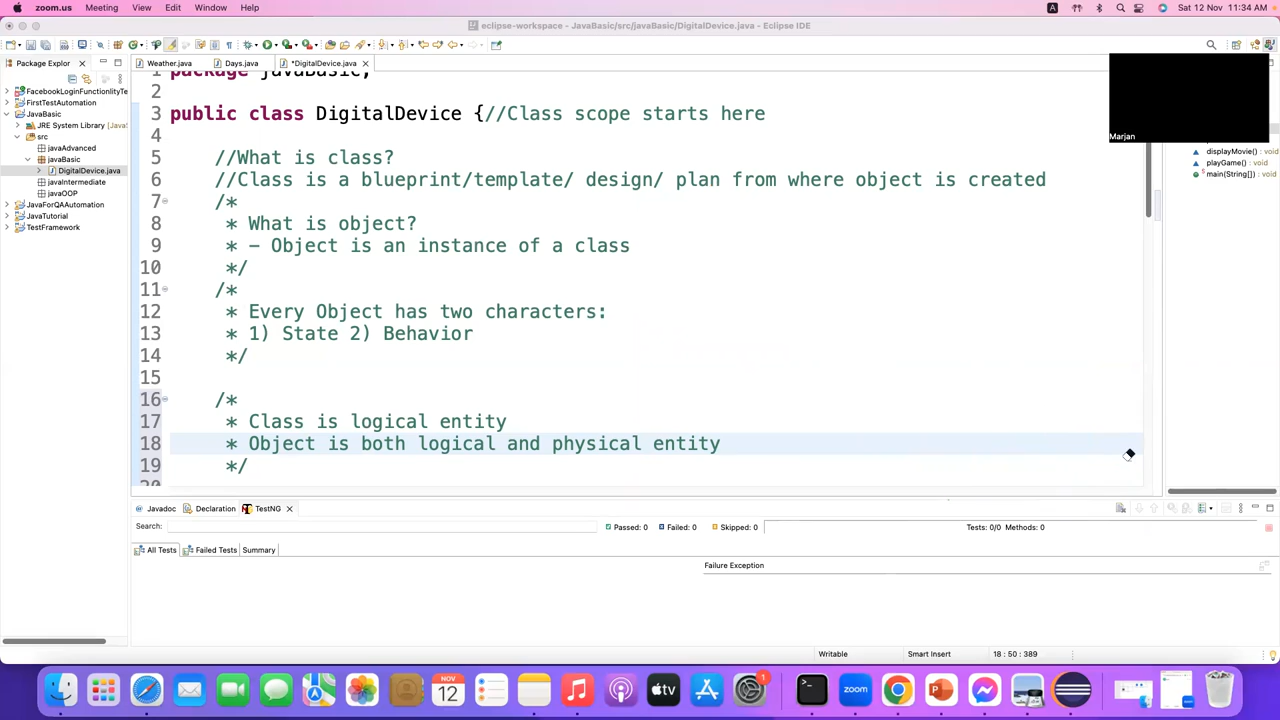 zoom.us Meeting View Edit Window Help
A
Sat 12 Nov 11:34 AM
eclipse-workspace - JavaBasic/src/javaBasic/DigitalDevice.java - Eclipse IDE
Package Explor
Weather.java Days.java *DigitalDevice.java
FacebookLoginFunctionlityTe
FirstTestAutomation
JavaBasic
JRE System Library [Java
src
javaAdvanced
javaBasic
DigitalDevice.java
javaIntermediate
javaOOP
JavaForQAAutomation
JavaTutorial
TestFramework
1 package javaBasic;
2
3 public class DigitalDevice {//Class scope starts here
4
5 //What is class?
6 //Class is a blueprint/template/ design/ plan from where object is created
7 /*
8 * What is object?
9 * - Object is an instance of a class
10 */
11 /*
12 * Every Object has two characters:
13 * 1) State 2) Behavior
14 */
15
16 /*
17 * Class is logical entity
18 * Object is both logical and physical entity
19 */
20
Marjan
displayMovie() : void
playGame() : void
main(String[]) : void
Javadoc Declaration TestNG
Search:
Passed: 0 Failed: 0 Skipped: 0
Tests: 0/0 Methods: 0
All Tests Failed Tests Summary
Failure Exception
Writable Smart Insert 18 : 50 : 389
NOV
12
tv
1
zoom